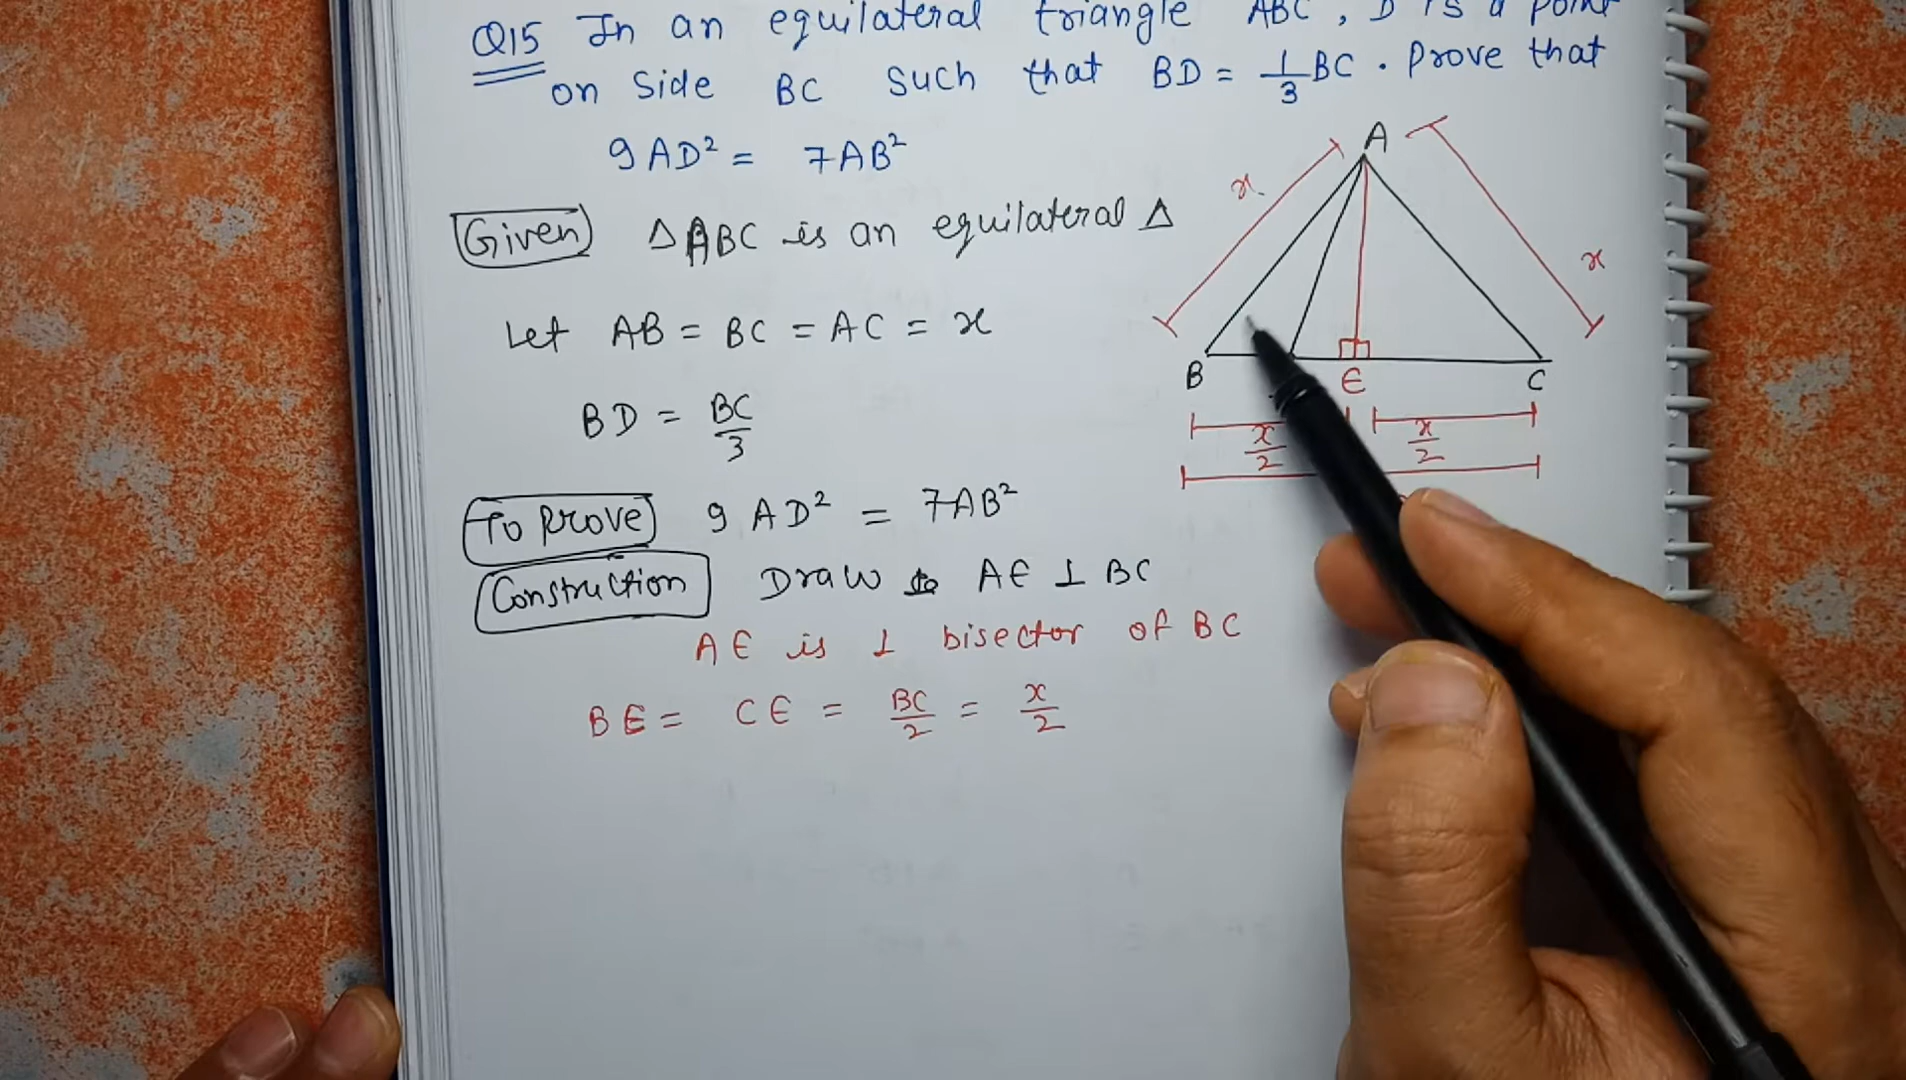 Q15 In an equilateral triangle ABC, D is a point
on side BC such that BD = 1/3 BC. Prove that
9 AD² = 7AB²
Given ΔABC is an equilateral Δ
Let AB = BC = AC = x
BD = BC/3
To prove 9 AD² = 7AB²
Construction Draw AE ⊥ BC
AE is ⊥ bisector of BC
BE = CE = BC/2 = x/2
A
x
x
B
E
C
x/2
x/2